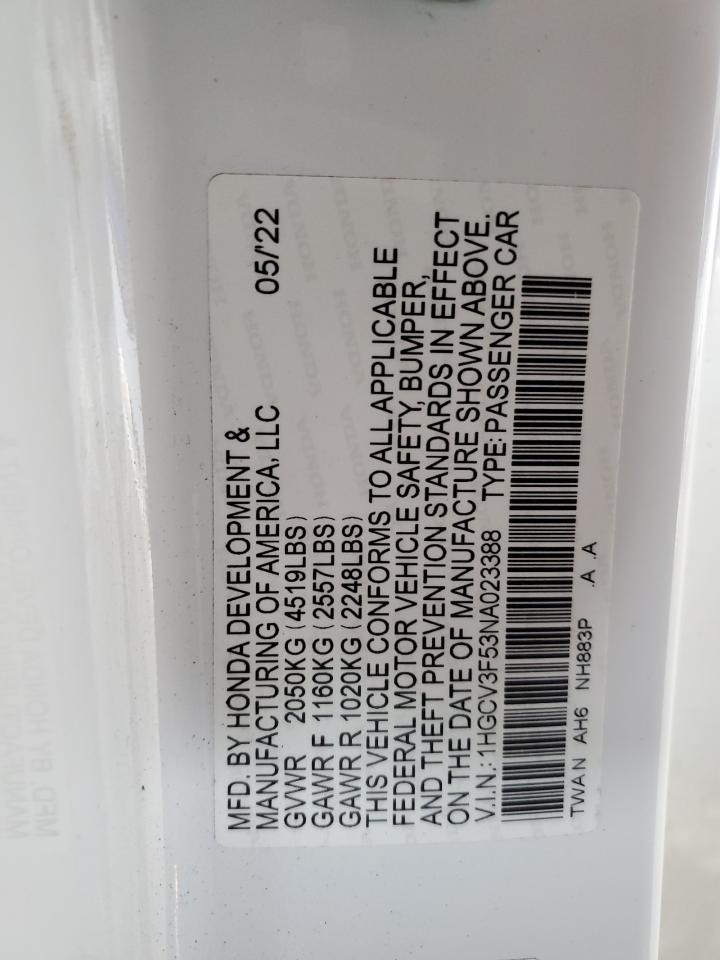 MFD. BY HONDA DEVELOPMENT &
MANUFACTURING OF AMERICA, LLC 05/'22
GVWR 2050KG (4519LBS)
GAWR F 1160KG (2557LBS)
GAWR R 1020KG (2248LBS)
THIS VEHICLE CONFORMS TO ALL APPLICABLE
FEDERAL MOTOR VEHICLE SAFETY, BUMPER,
AND THEFT PREVENTION STANDARDS IN EFFECT
ON THE DATE OF MANUFACTURE SHOWN ABOVE.
V.I.N.: 1HGCV3F53NA023388 TYPE: PASSENGER CAR
TWA N AH6 NH883P .A .A